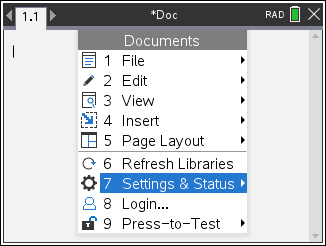 1.1 *Doc RAD
Documents
1 File
2 Edit
3 View
4 Insert
5 Page Layout
6 Refresh Libraries
7 Settings & Status
8 Login...
9 Press-to-Test